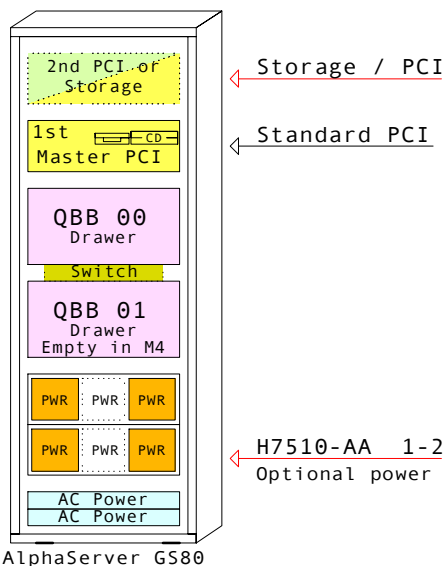 2nd PCI or
Storage
Storage / PCI
1st
CD
Master PCI
Standard PCI
QBB 00
Drawer
Switch
QBB 01
Drawer
Empty in M4
PWR PWR PWR
PWR PWR PWR
H7510-AA 1-2
Optional power
AC Power
AC Power
AlphaServer GS80